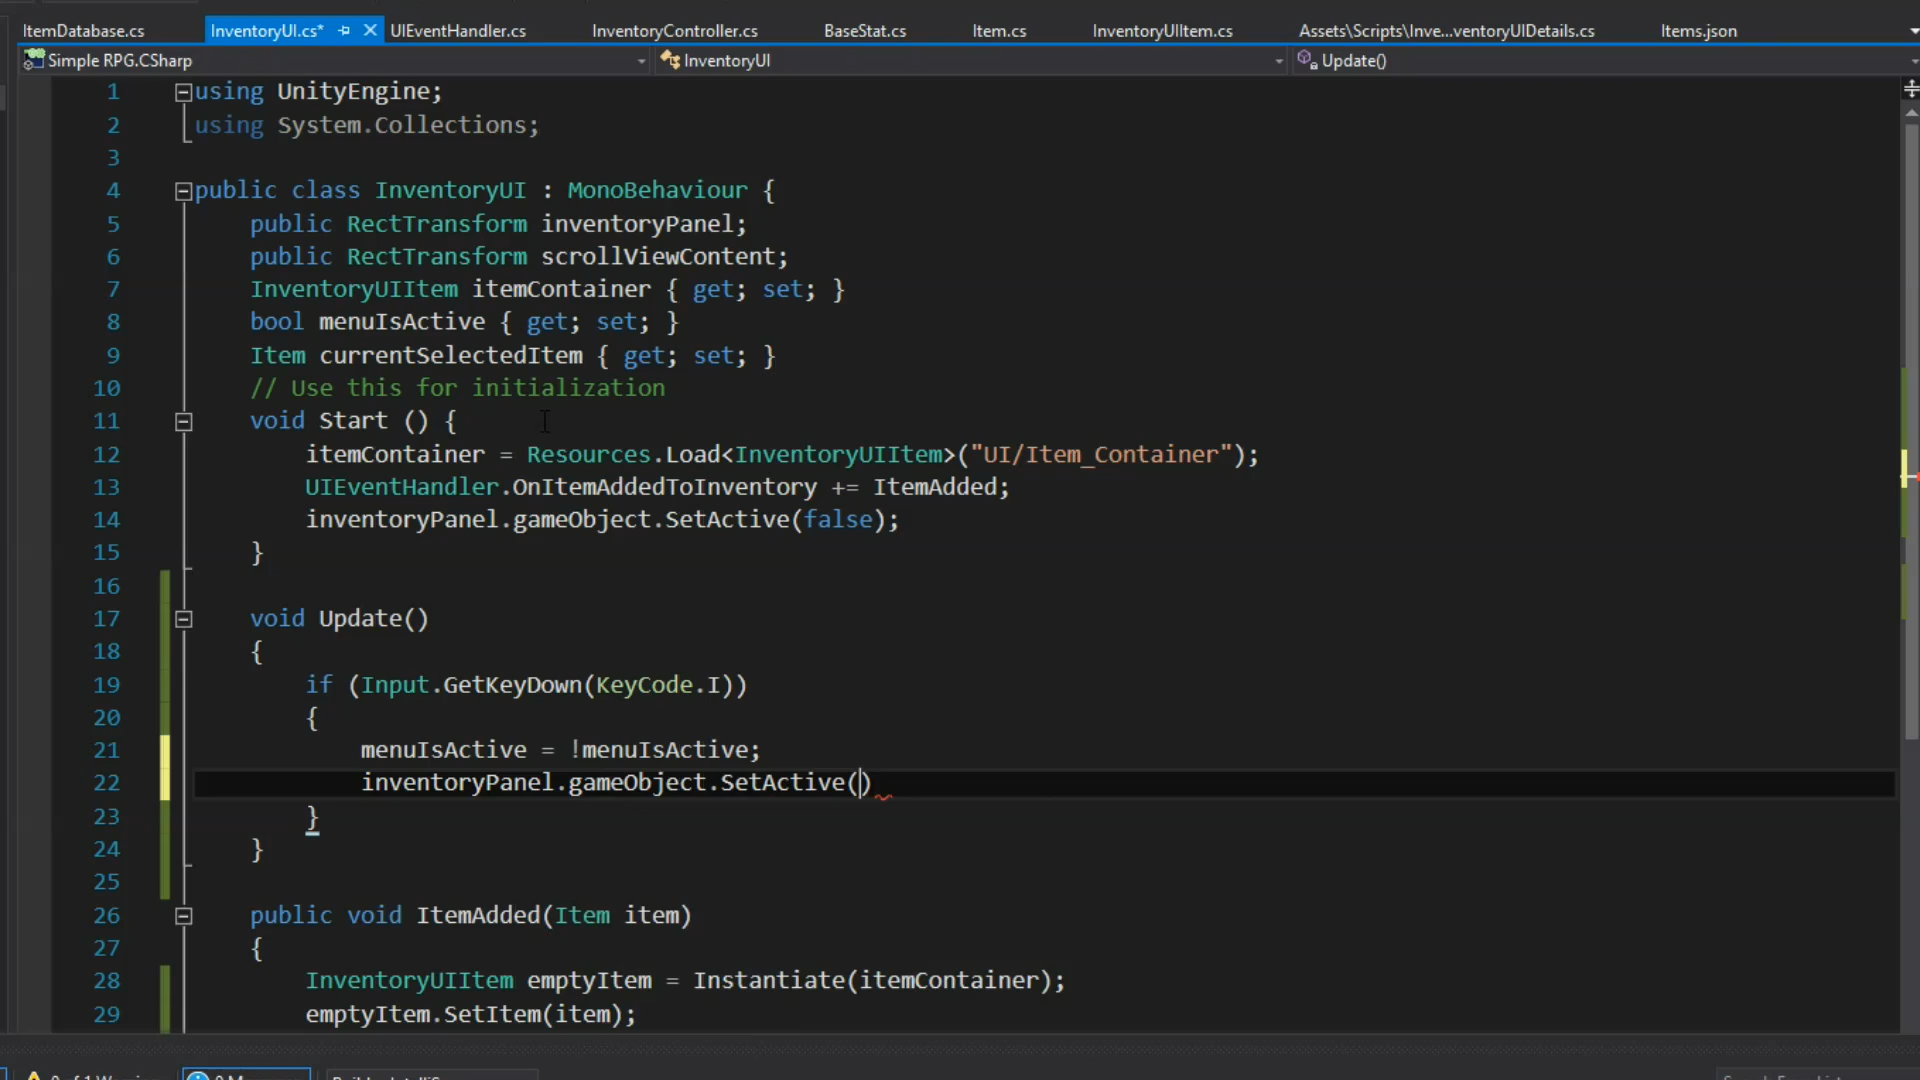 ItemDatabase.cs InventoryUI.cs* UIEventHandler.cs InventoryController.cs BaseStat.cs Item.cs InventoryUIItem.cs Assets\Scripts\Inve...ventoryUIDetails.cs Items.json
Simple RPG.CSharp InventoryUI Update()
1 using UnityEngine;
2 using System.Collections;
3
4 public class InventoryUI : MonoBehaviour {
5 public RectTransform inventoryPanel;
6 public RectTransform scrollViewContent;
7 InventoryUIItem itemContainer { get; set; }
8 bool menuIsActive { get; set; }
9 Item currentSelectedItem { get; set; }
10 // Use this for initialization
11 void Start () {
12 itemContainer = Resources.Load<InventoryUIItem>("UI/Item_Container");
13 UIEventHandler.OnItemAddedToInventory += ItemAdded;
14 inventoryPanel.gameObject.SetActive(false);
15 }
16
17 void Update()
18 {
19 if (Input.GetKeyDown(KeyCode.I))
20 {
21 menuIsActive = !menuIsActive;
22 inventoryPanel.gameObject.SetActive()
23 }
24 }
25
26 public void ItemAdded(Item item)
27 {
28 InventoryUIItem emptyItem = Instantiate(itemContainer);
29 emptyItem.SetItem(item);